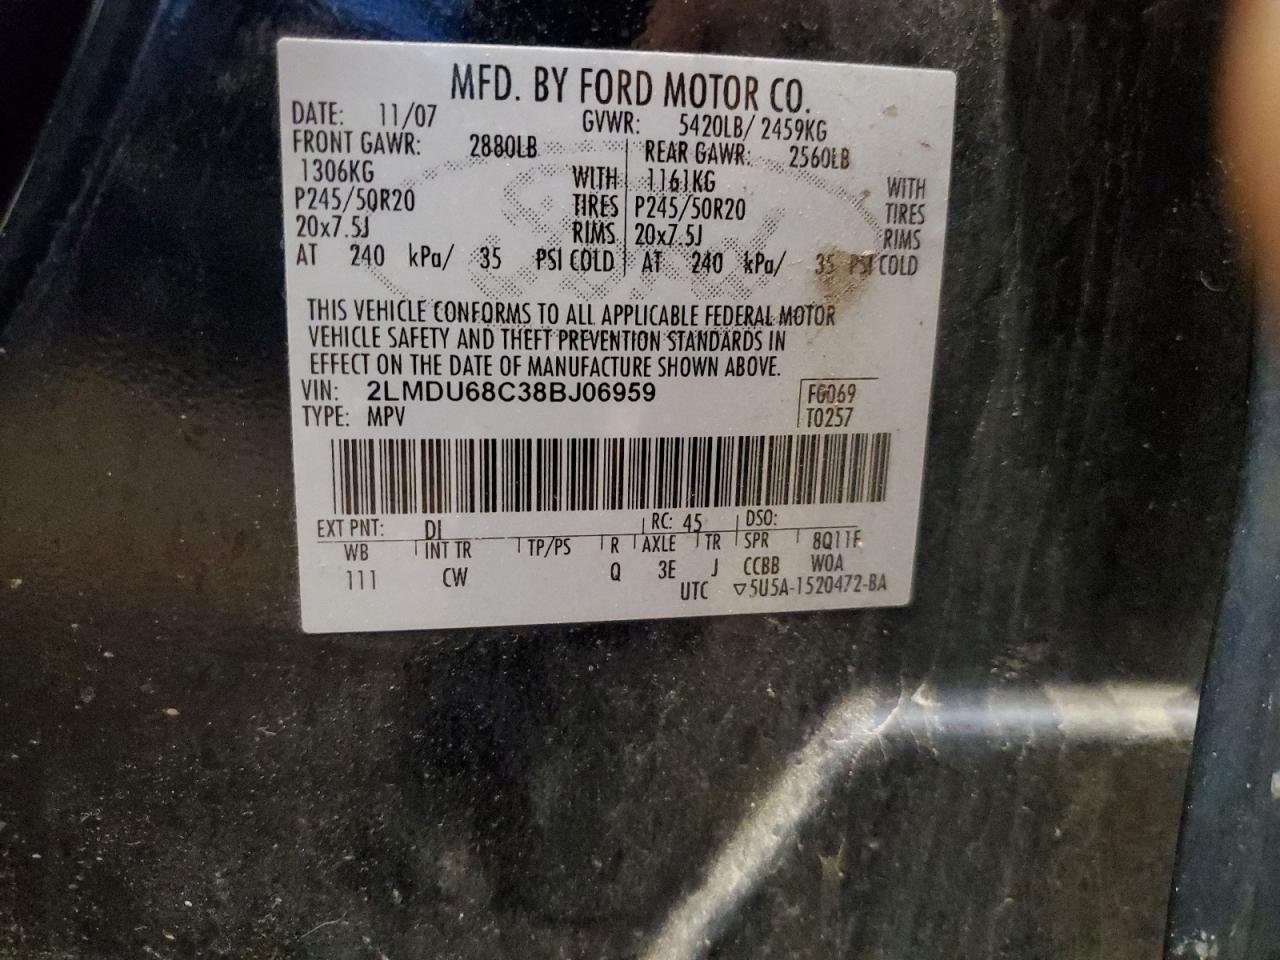 MFD. BY FORD MOTOR CO.
DATE: 11/07 GVWR: 5420LB/ 2459KG
FRONT GAWR: 2880LB REAR GAWR: 2560LB
1306KG WITH 1161KG WITH
P245/50R20 TIRES P245/50R20 TIRES
20x7.5J RIMS 20x7.5J RIMS
AT 240 kPa/ 35 PSI COLD AT 240 kPa/ 35 PSI COLD
THIS VEHICLE CONFORMS TO ALL APPLICABLE FEDERAL MOTOR
VEHICLE SAFETY AND THEFT PREVENTION STANDARDS IN
EFFECT ON THE DATE OF MANUFACTURE SHOWN ABOVE.
VIN: 2LMDU68C38BJ06959 F0069
TYPE: MPV T0257
EXT PNT: DI RC: 45 DSO:
WB INT TR TP/PS R AXLE TR SPR 8Q11F
111 CW Q 3E J CCBB WOA
UTC ▽5U5A-1520472-BA